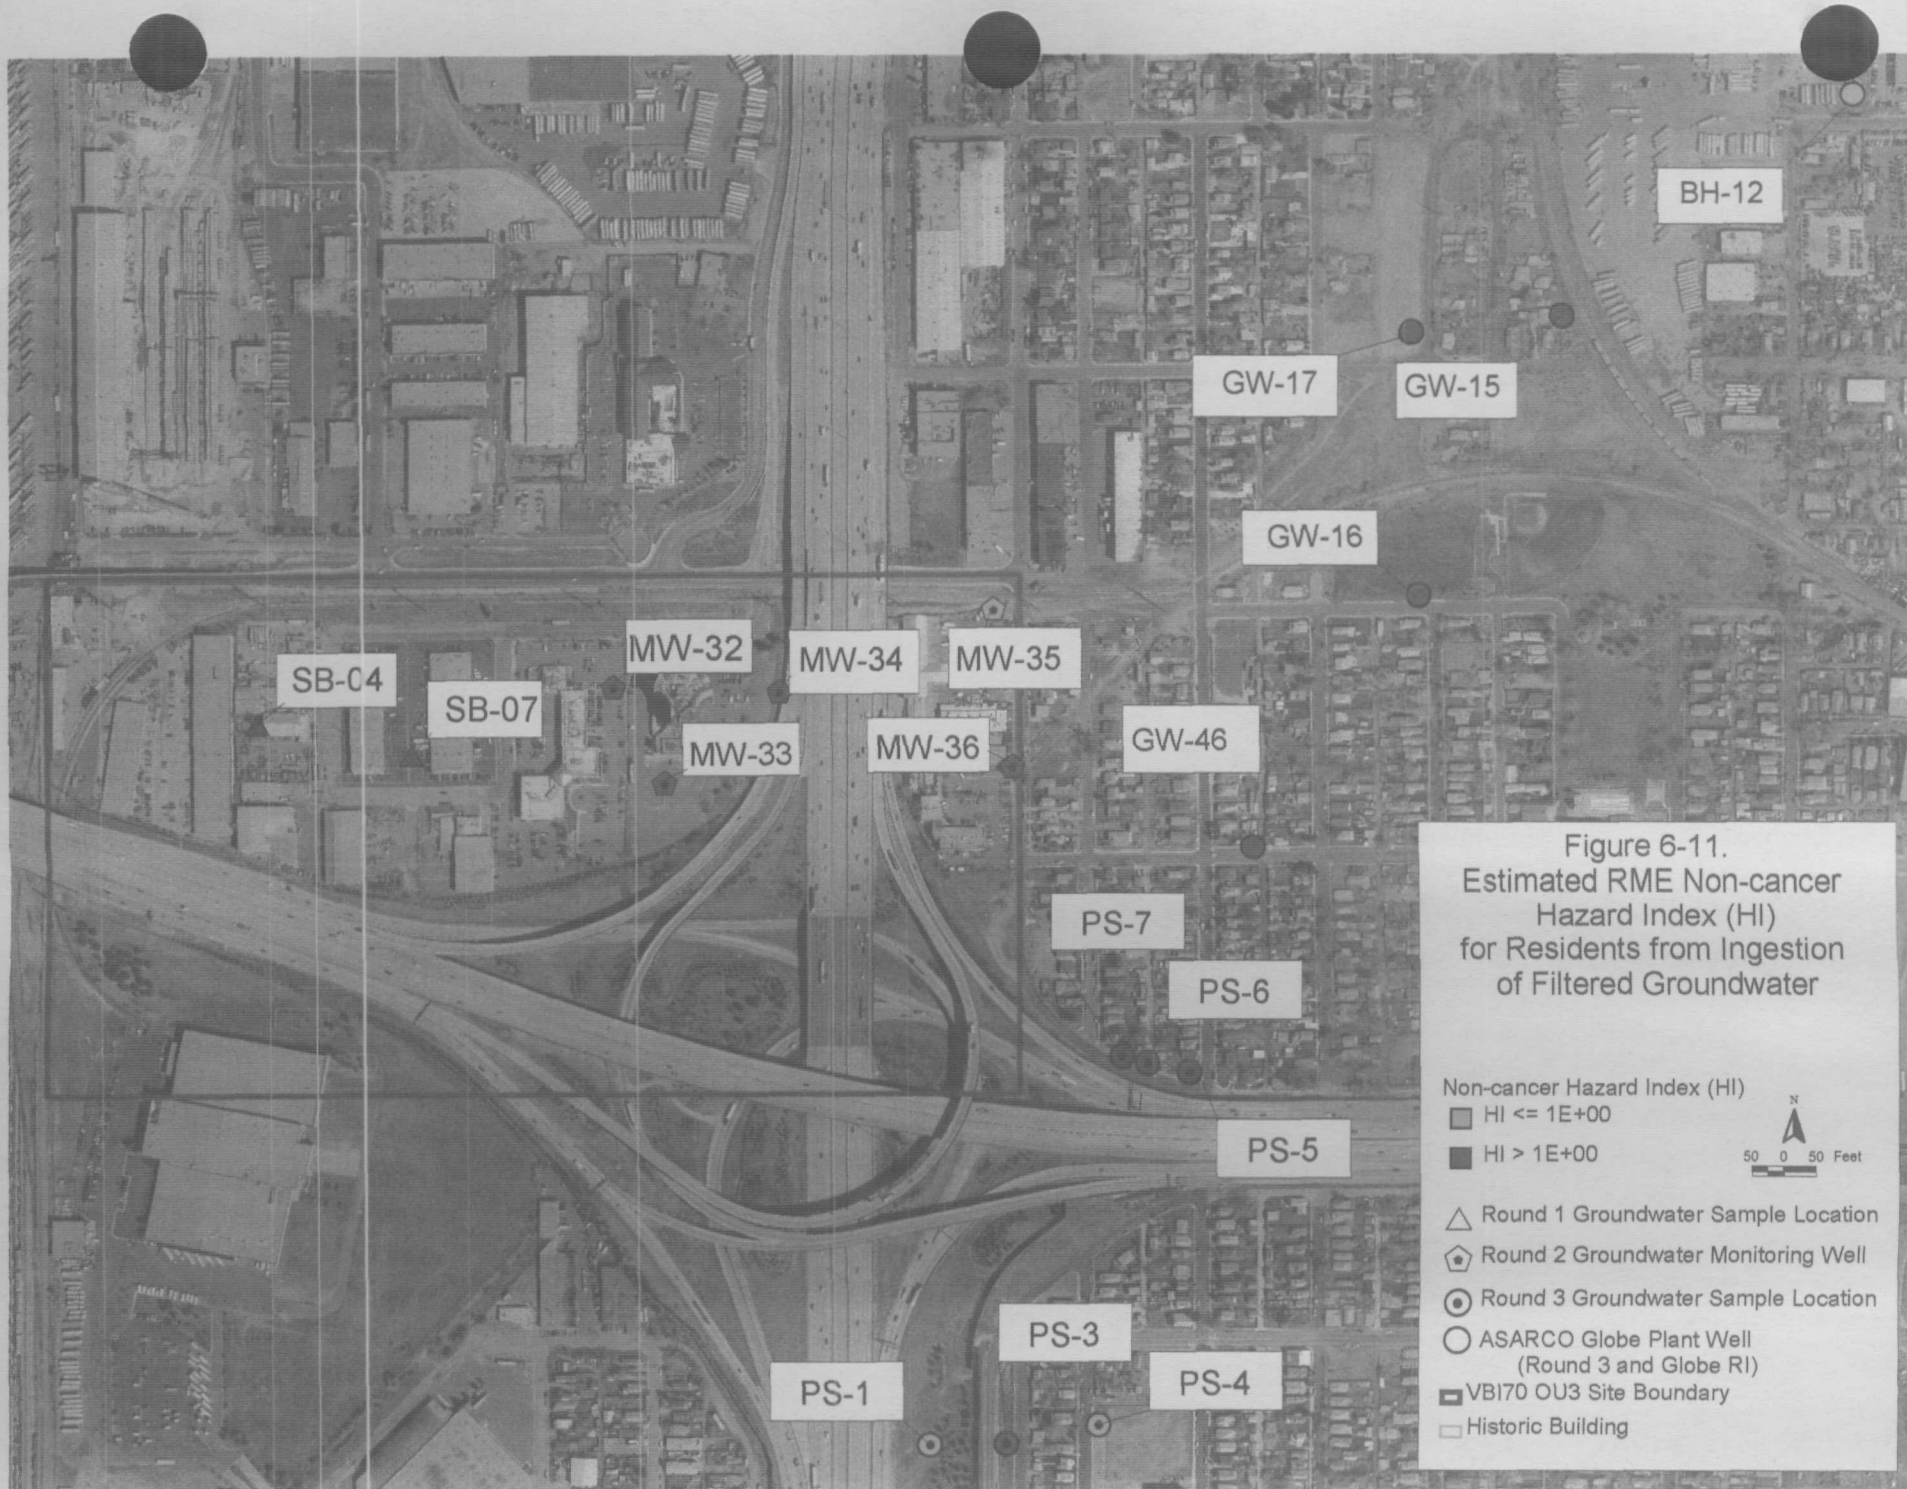 BH-12
GW-17
GW-15
GW-16
MW-32
MW-34
MW-35
SB-04
SB-07
MW-33
MW-36
GW-46
PS-7
PS-6
PS-5
PS-3
PS-4
PS-1
Figure 6-11.
Estimated RME Non-cancer
Hazard Index (HI)
for Residents from Ingestion
of Filtered Groundwater
Non-cancer Hazard Index (HI)
HI <= 1E+00
HI > 1E+00
N
50 0 50 Feet
Round 1 Groundwater Sample Location
Round 2 Groundwater Monitoring Well
Round 3 Groundwater Sample Location
ASARCO Globe Plant Well
(Round 3 and Globe RI)
VBI70 OU3 Site Boundary
Historic Building